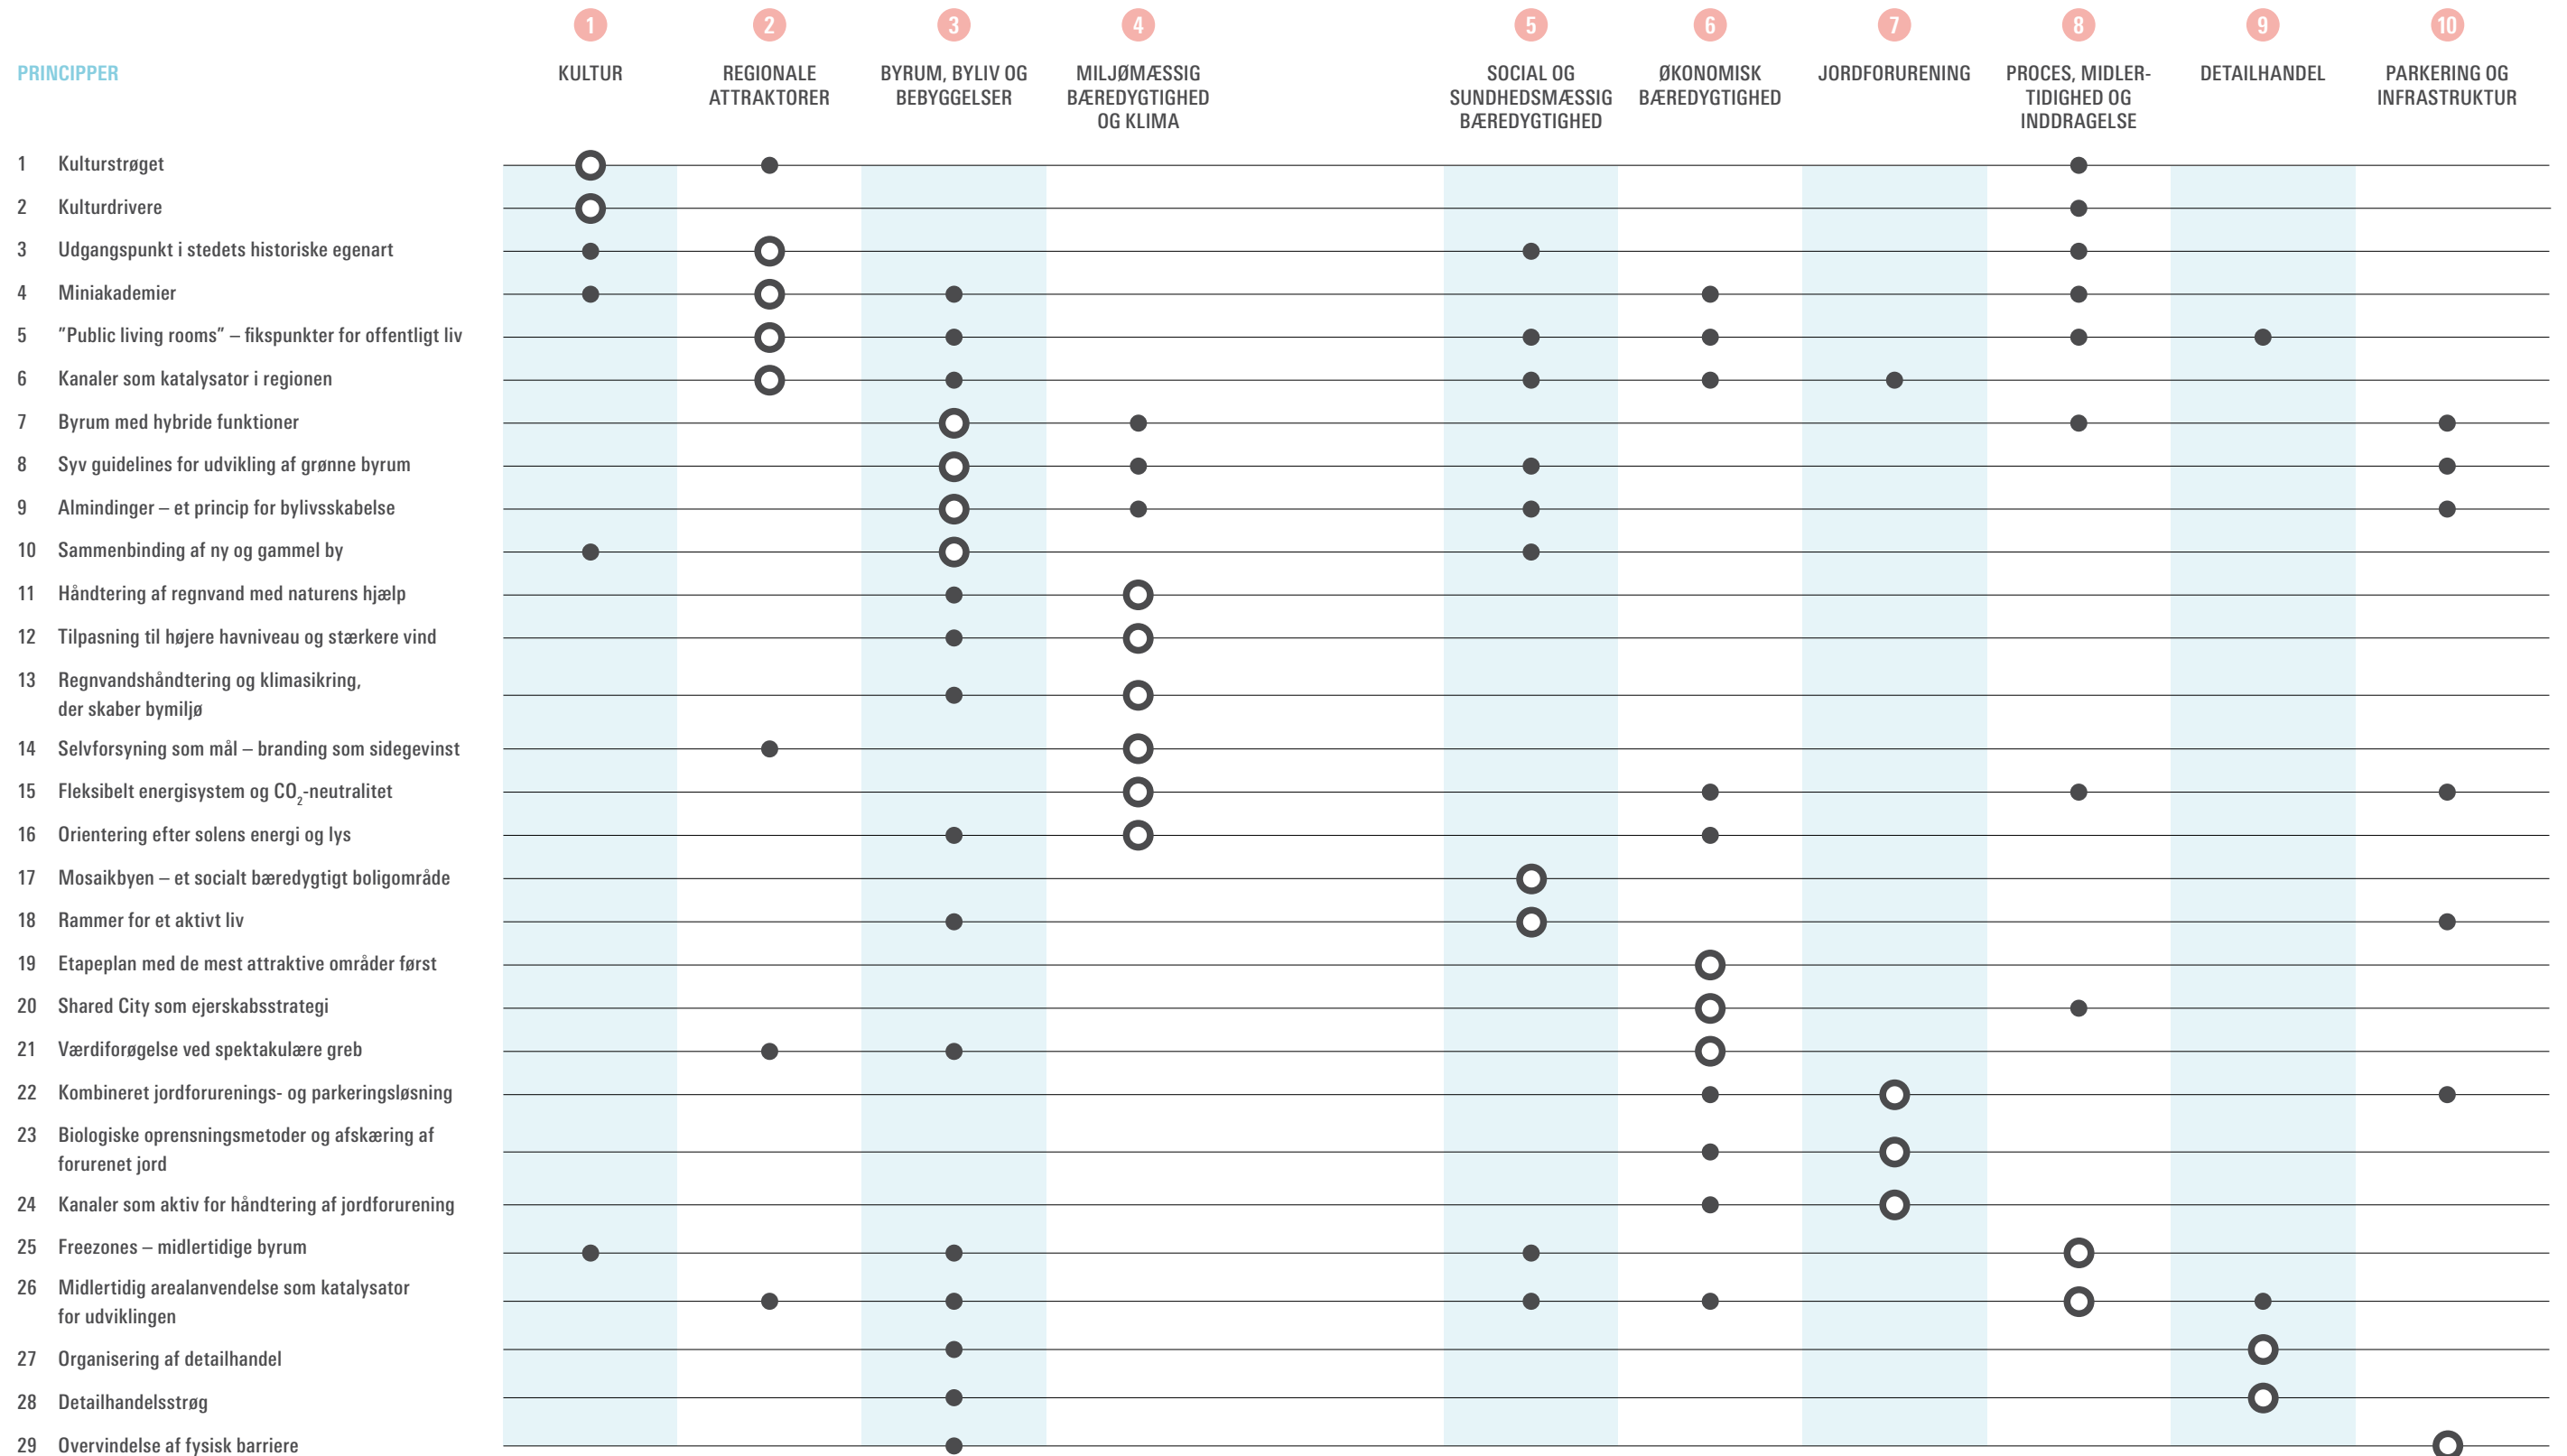 1 2 3 4 5 6 7 8 9 10
PRINCIPPER
KULTUR
REGIONALE
ATTRAKTORER
BYRUM, BYLIV OG
BEBYGGELSER
MILJØMÆSSIG
BÆREDYGTIGHED
OG KLIMA
SOCIAL OG
SUNDHEDSMÆSSIG
BÆREDYGTIGHED
ØKONOMISK
BÆREDYGTIGHED
JORDFORURENING
PROCES, MIDLER-
TIDIGHED OG
INDDRAGELSE
DETAILHANDEL
PARKERING OG
INFRASTRUKTUR
1 Kulturstrøget
2 Kulturdrivere
3 Udgangspunkt i stedets historiske egenart
4 Miniakademier
5 ”Public living rooms” – fikspunkter for offentligt liv
6 Kanaler som katalysator i regionen
7 Byrum med hybride funktioner
8 Syv guidelines for udvikling af grønne byrum
9 Almindinger – et princip for bylivsskabelse
10 Sammenbinding af ny og gammel by
11 Håndtering af regnvand med naturens hjælp
12 Tilpasning til højere havniveau og stærkere vind
13 Regnvandshåndtering og klimasikring,
der skaber bymiljø
14 Selvforsyning som mål – branding som sidegevinst
15 Fleksibelt energisystem og CO₂-neutralitet
16 Orientering efter solens energi og lys
17 Mosaikbyen – et socialt bæredygtigt boligområde
18 Rammer for et aktivt liv
19 Etapeplan med de mest attraktive områder først
20 Shared City som ejerskabsstrategi
21 Værdiforøgelse ved spektakulære greb
22 Kombineret jordforurenings- og parkeringsløsning
23 Biologiske oprensningsmetoder og afskæring af
forurenet jord
24 Kanaler som aktiv for håndtering af jordforurening
25 Freezones – midlertidige byrum
26 Midlertidig arealanvendelse som katalysator
for udviklingen
27 Organisering af detailhandel
28 Detailhandelsstrøg
29 Overvindelse af fysisk barriere